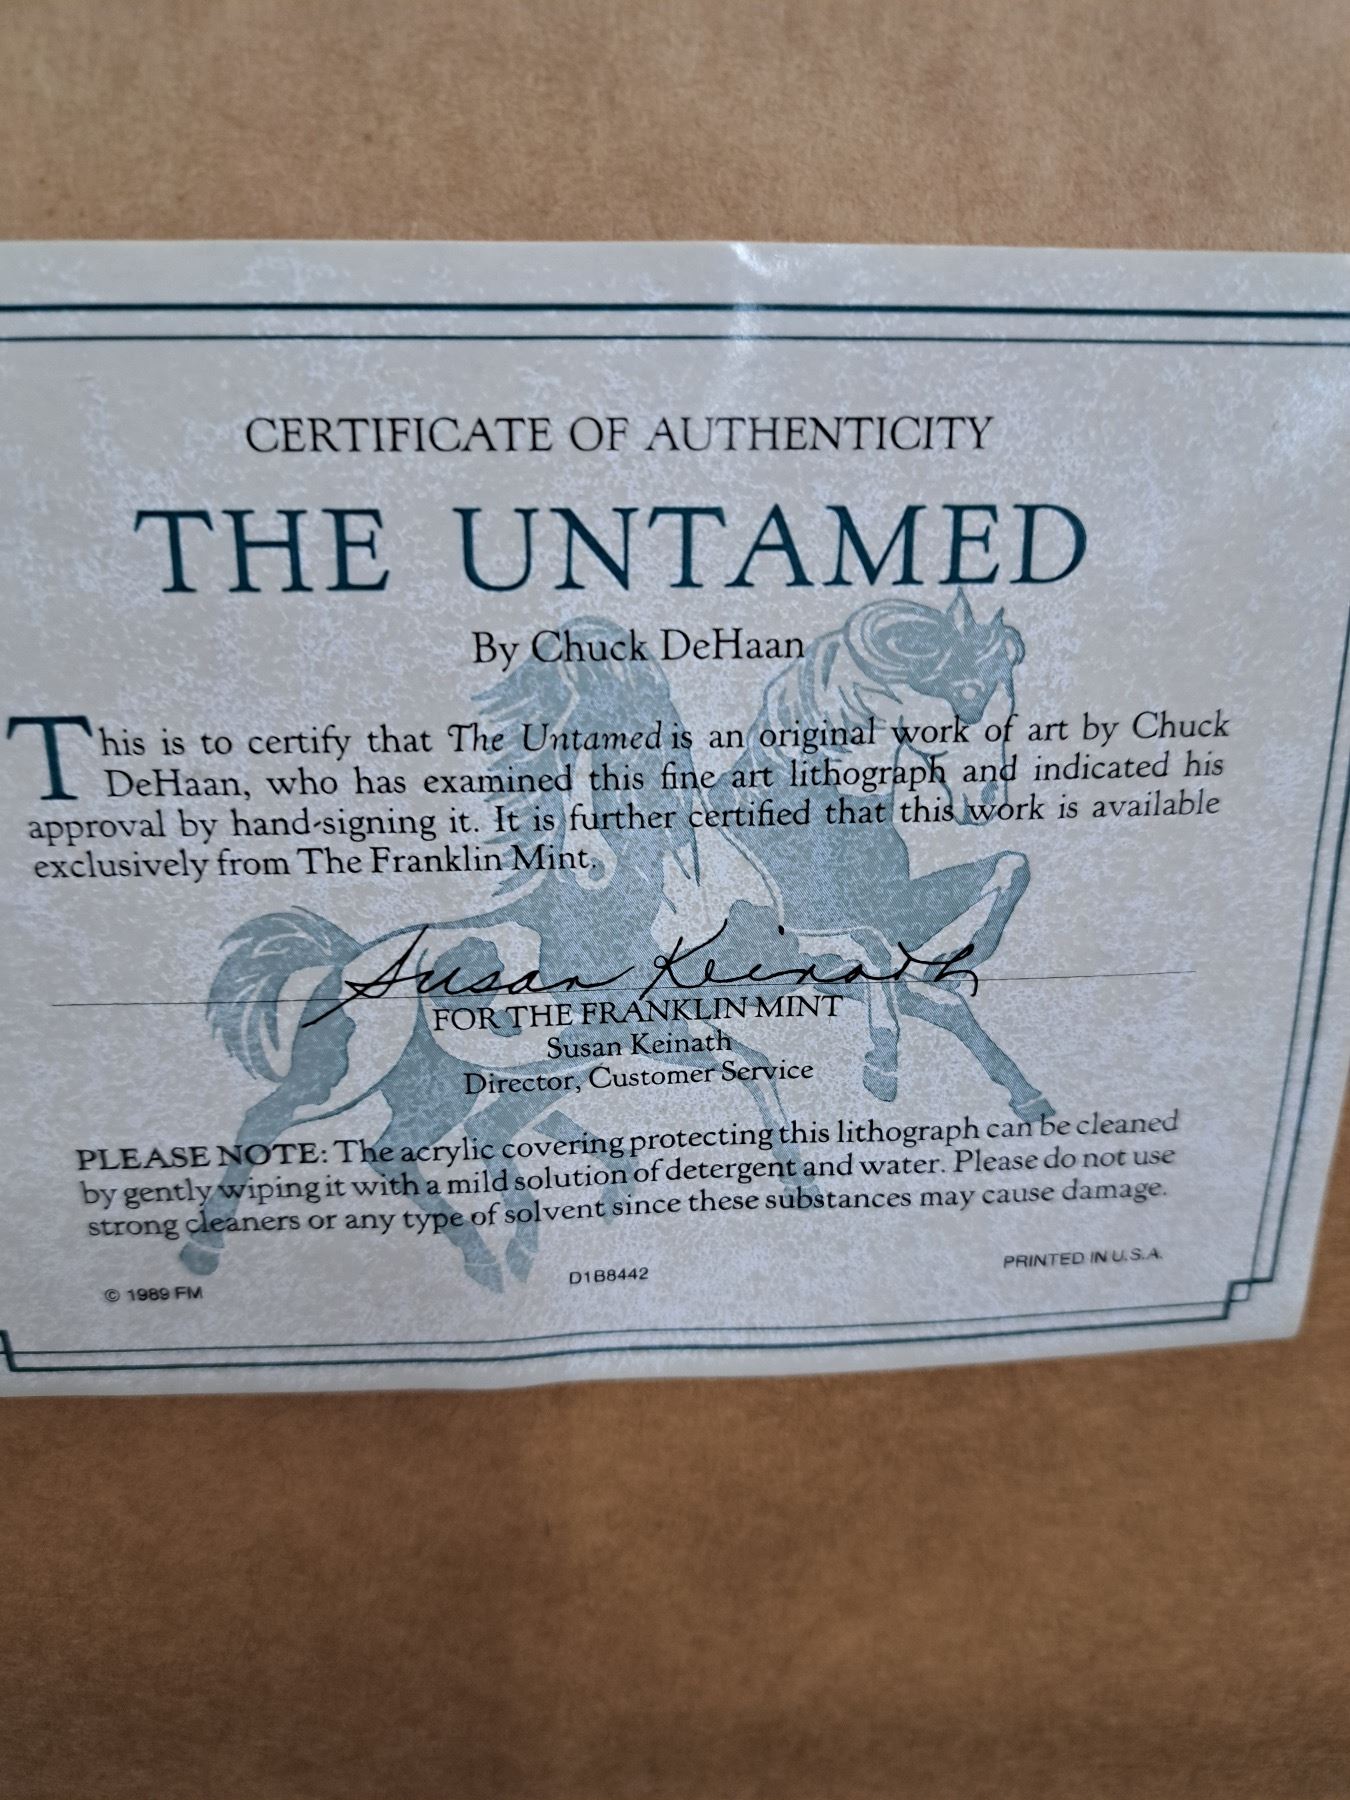 CERTIFICATE OF AUTHENTICITY
THE UNTAMED
By Chuck DeHaan
This is to certify that The Untamed is an original work of art by Chuck
DeHaan, who has examined this fine art lithograph and indicated his
approval by hand-signing it. It is further certified that this work is available
exclusively from The Franklin Mint.
Susan Keinath
FOR THE FRANKLIN MINT
Susan Keinath
Director, Customer Service
PLEASE NOTE: The acrylic covering protecting this lithograph can be cleaned
by gently wiping it with a mild solution of detergent and water. Please do not use
strong cleaners or any type of solvent since these substances may cause damage.
© 1989 FM
D1B8442
PRINTED IN U.S.A.